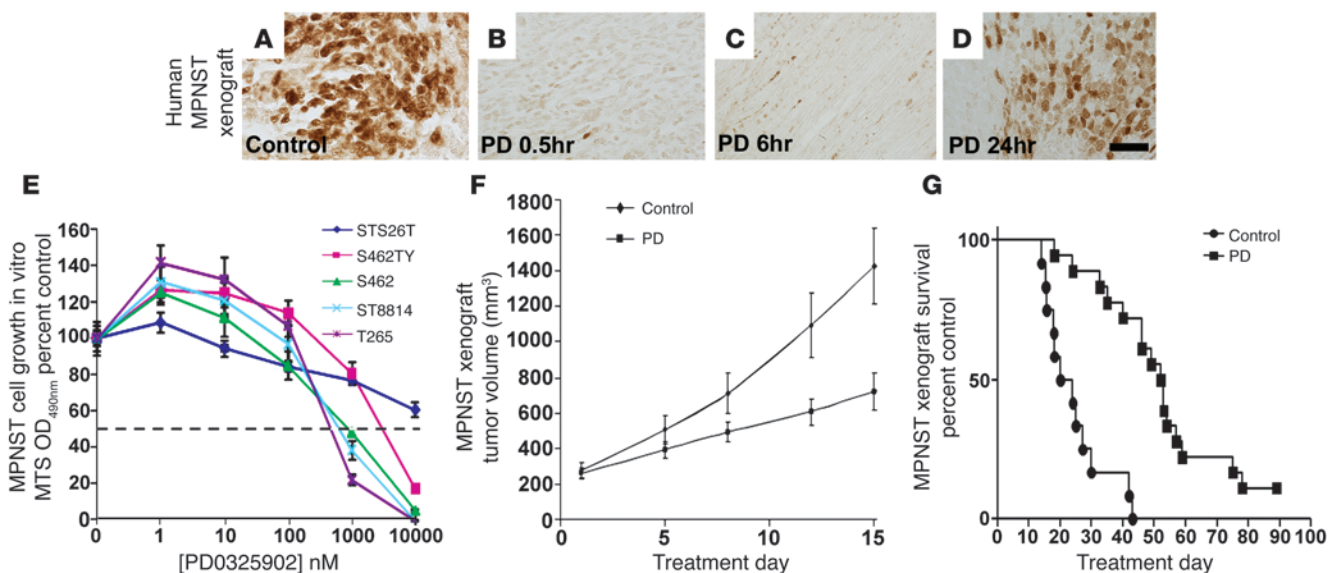 Human
MPNST
xenograft
A
Control
B
PD 0.5hr
C
PD 6hr
D
PD 24hr
E
MPNST cell growth in vitro
MTS OD490nm percent control
160
140
120
100
80
60
40
20
0
0
1
10
100
1000
10000
[PD0325902] nM
STS26T
S462TY
S462
ST8814
T265
F
MPNST xenograft
tumor volume (mm³)
1800
1600
1400
1200
1000
800
600
400
200
0
5
10
15
Treatment day
Control
PD
G
MPNST xenograft survival
percent control
100
50
0
0
10
20
30
40
50
60
70
80
90
100
Treatment day
Control
PD